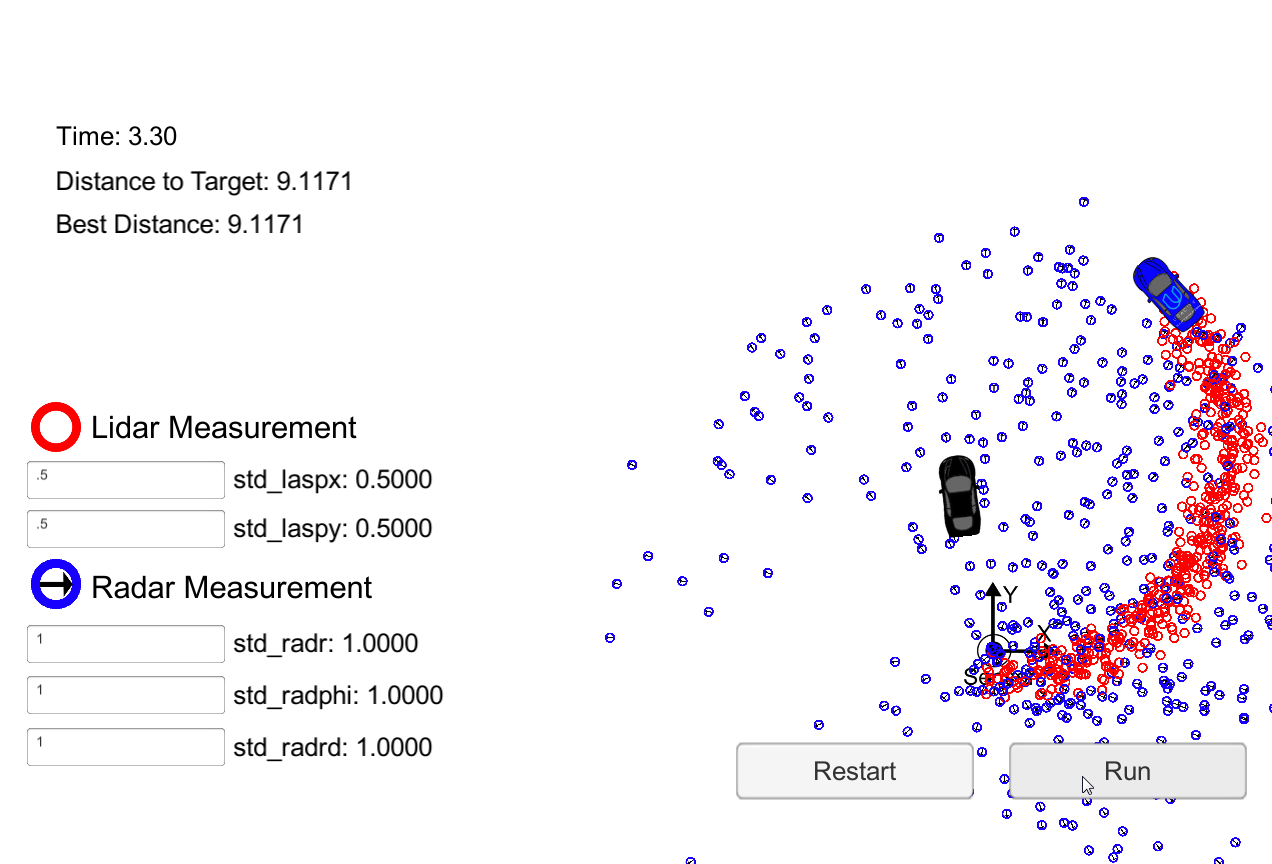 Time: 3.30
Distance to Target: 9.1171
Best Distance: 9.1171
Lidar Measurement
.5
std_laspx: 0.5000
.5
std_laspy: 0.5000
Radar Measurement
1
std_radr: 1.0000
1
std_radphi: 1.0000
1
std_radrd: 1.0000
Y
X
Restart
Run